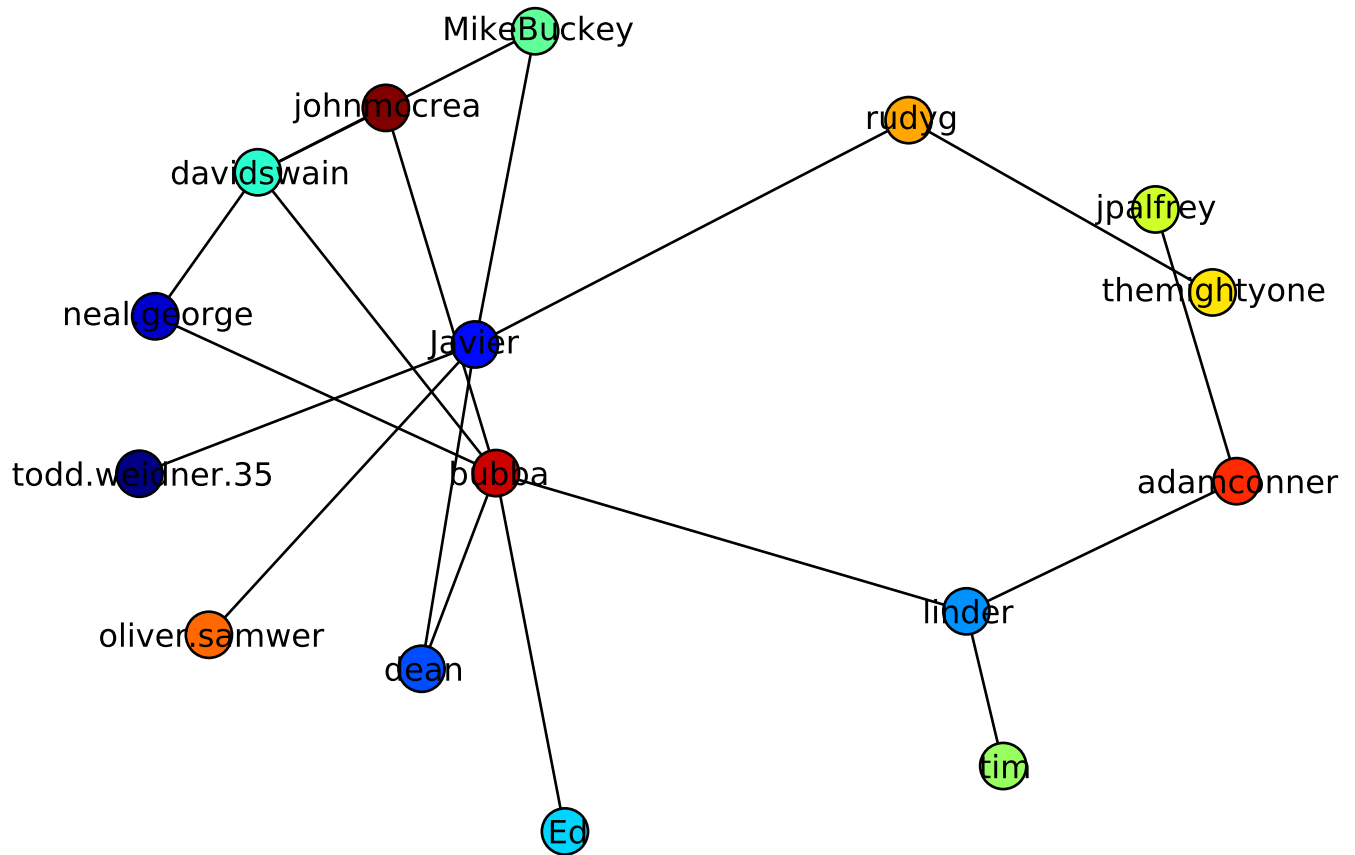 MikeBuckey
johnmccrea
rudyg
davidswain
jpalfrey
themightyone
neal.george
Javier
todd.weidner.35
bubba
adamconner
linder
oliver.samwer
dean
tim
Ed